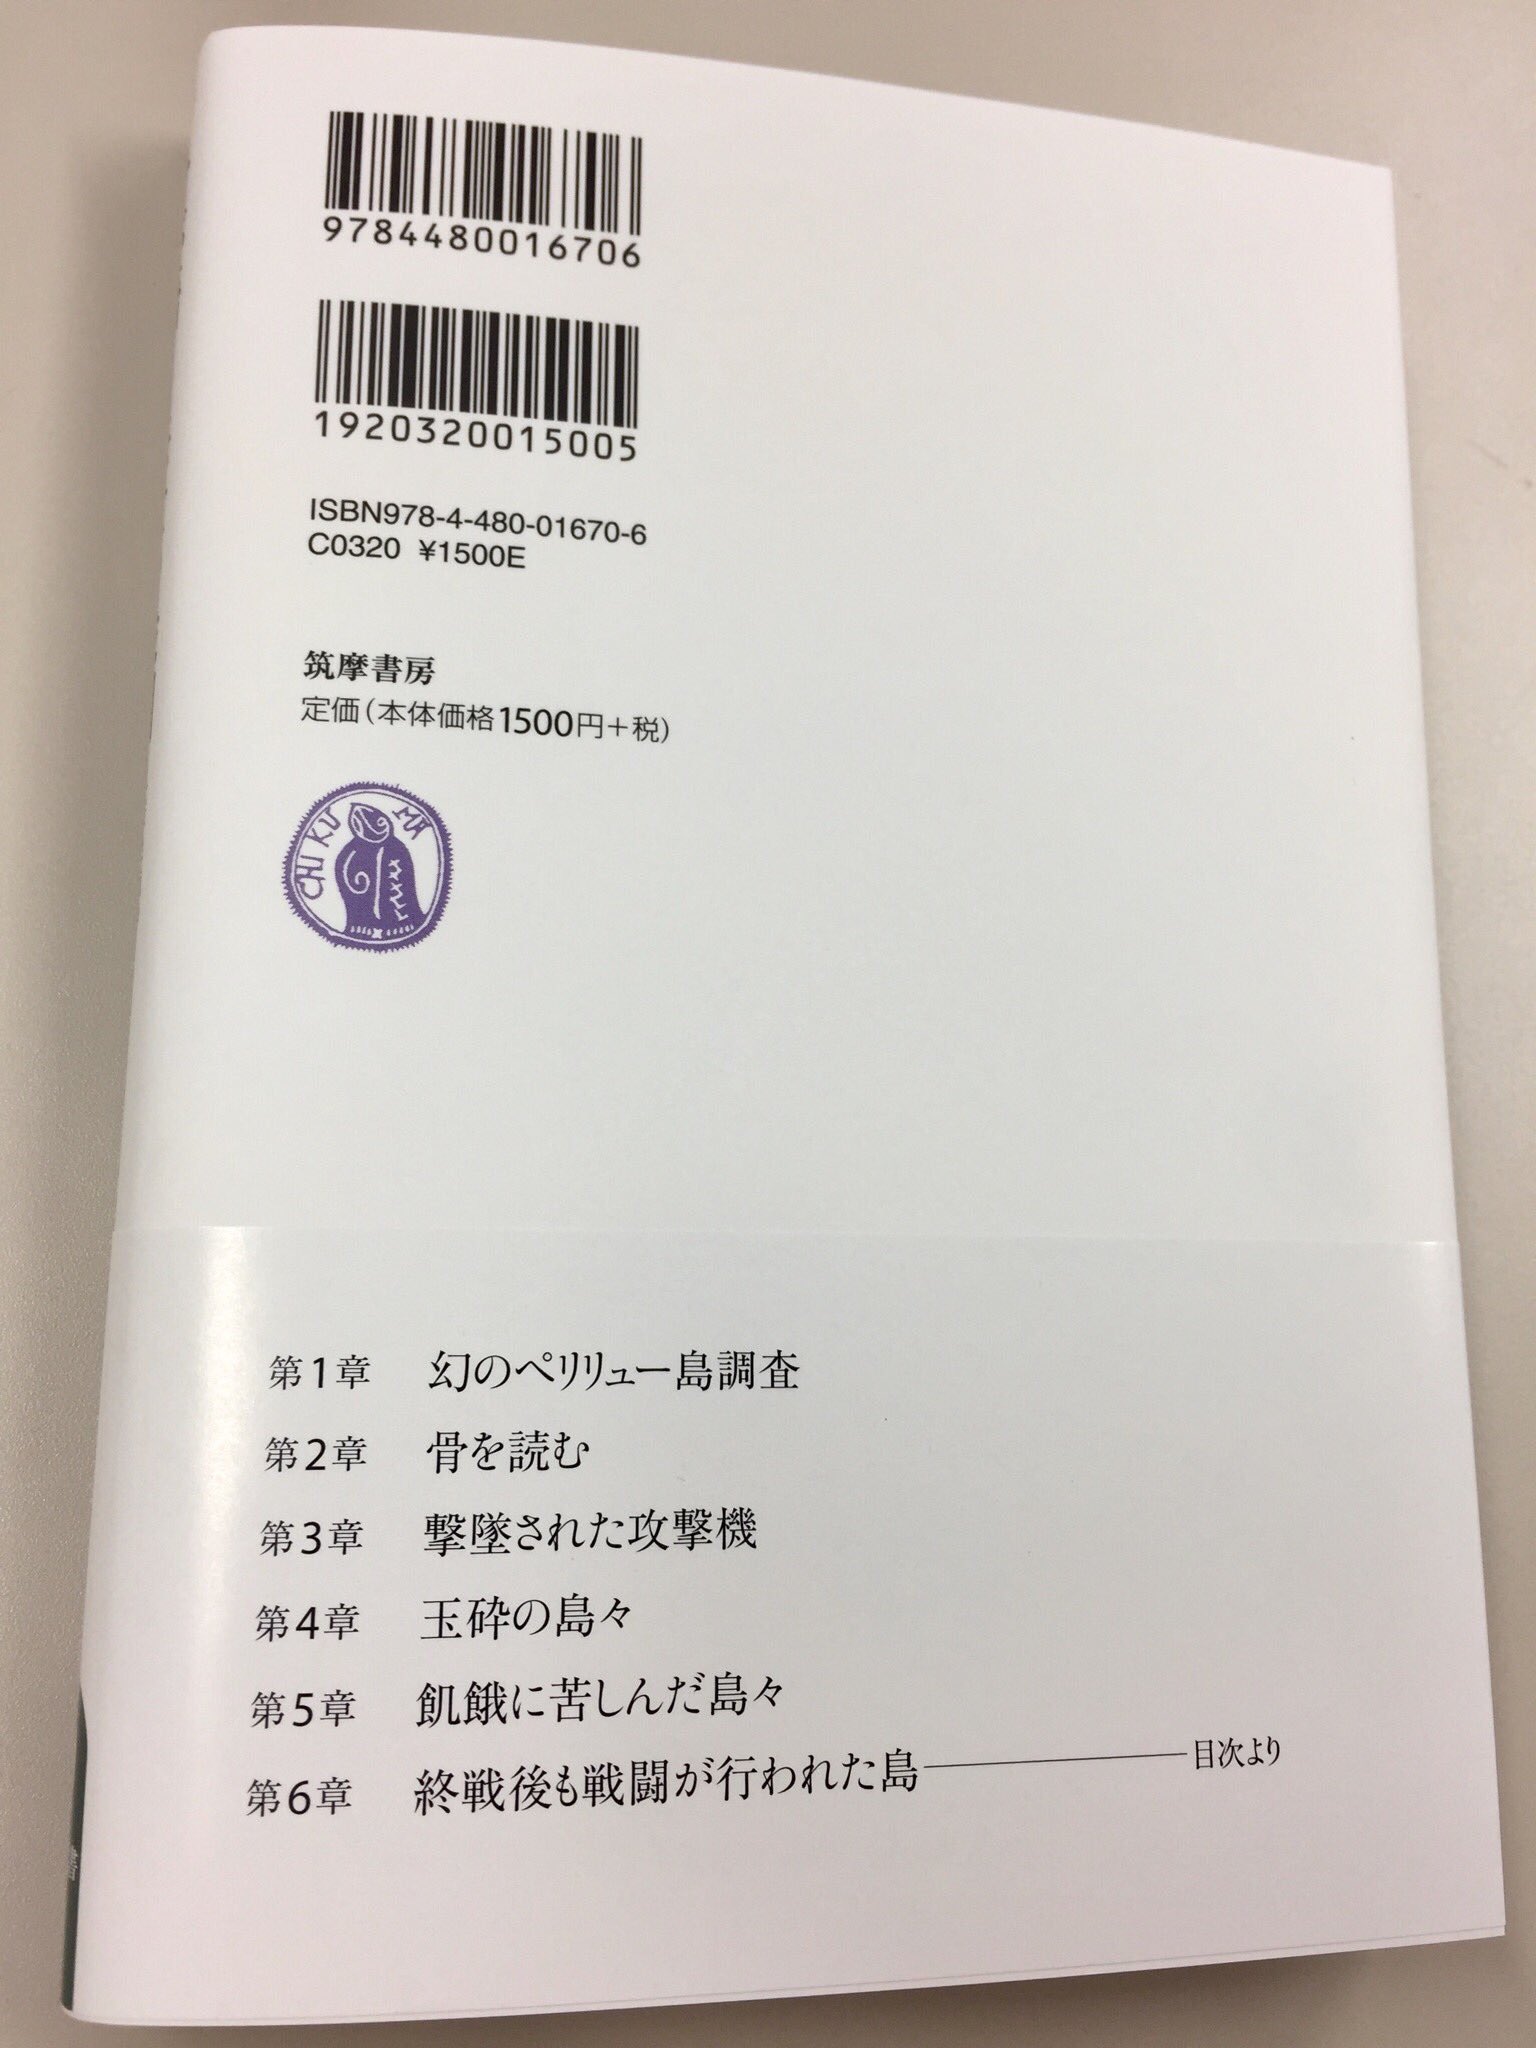 9784480016706
1920320015005
ISBN978-4-480-01670-6
C0320 ¥1500E
筑摩書房
定価(本体価格1500円+税)
CHIKUMA
第1章 幻のペリリュー島調査
第2章 骨を読む
第3章 撃墜された攻撃機
第4章 玉砕の島々
第5章 飢餓に苦しんだ島々
第6章 終戦後も戦闘が行われた島――目次より